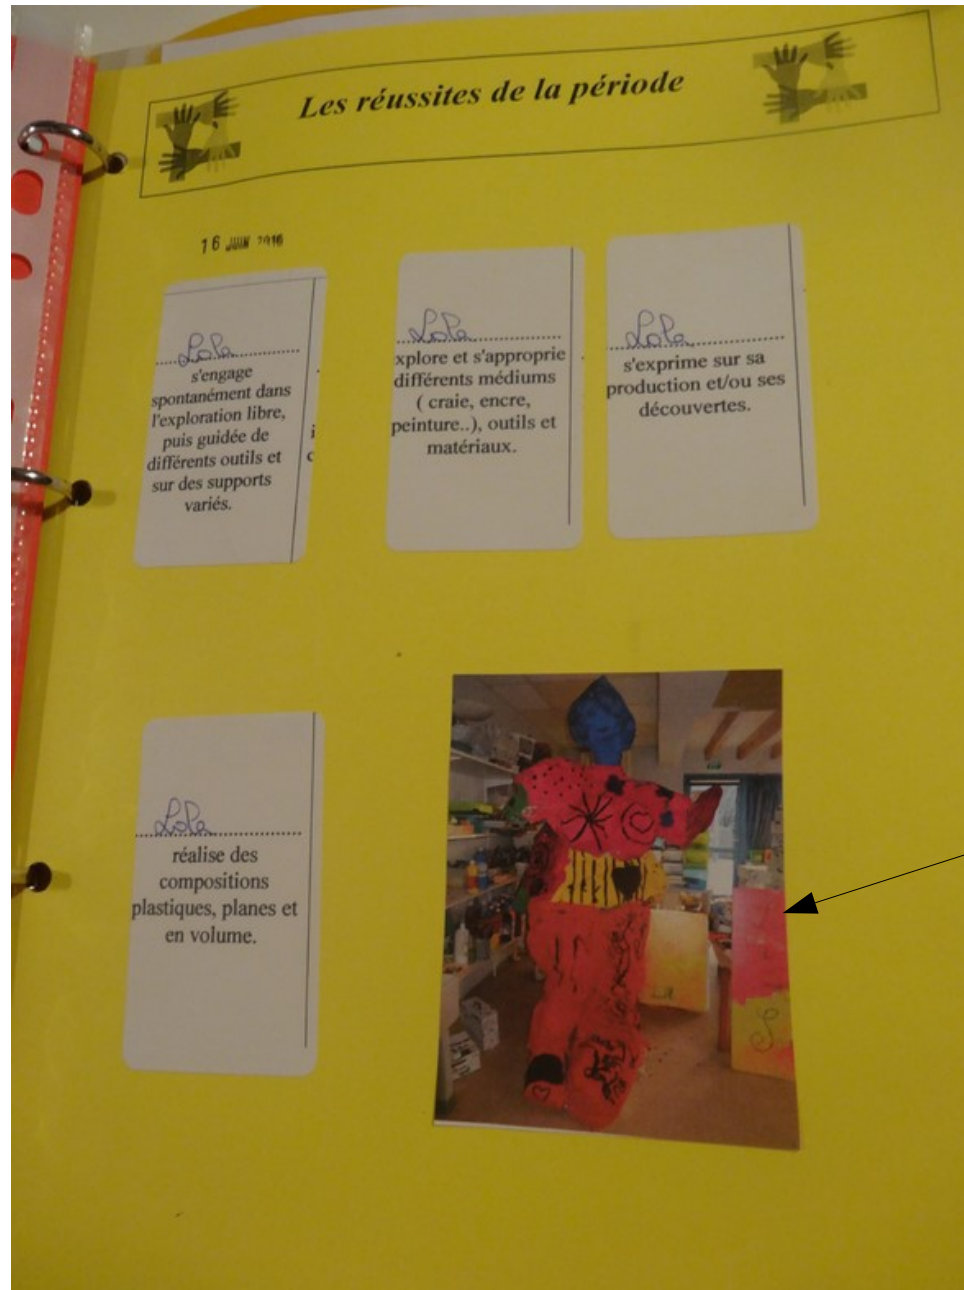 Les réussites de la période
16 JUIN 2016
Lola
s'engage
spontanément dans
l'exploration libre,
puis guidée de
différents outils et
sur des supports
variés.
Lola
xplore et s'approprie
différents médiums
( craie, encre,
peinture..), outils et
matériaux.
Lola
s'exprime sur sa
production et/ou ses
découvertes.
Lola
réalise des
compositions
plastiques, planes et
en volume.